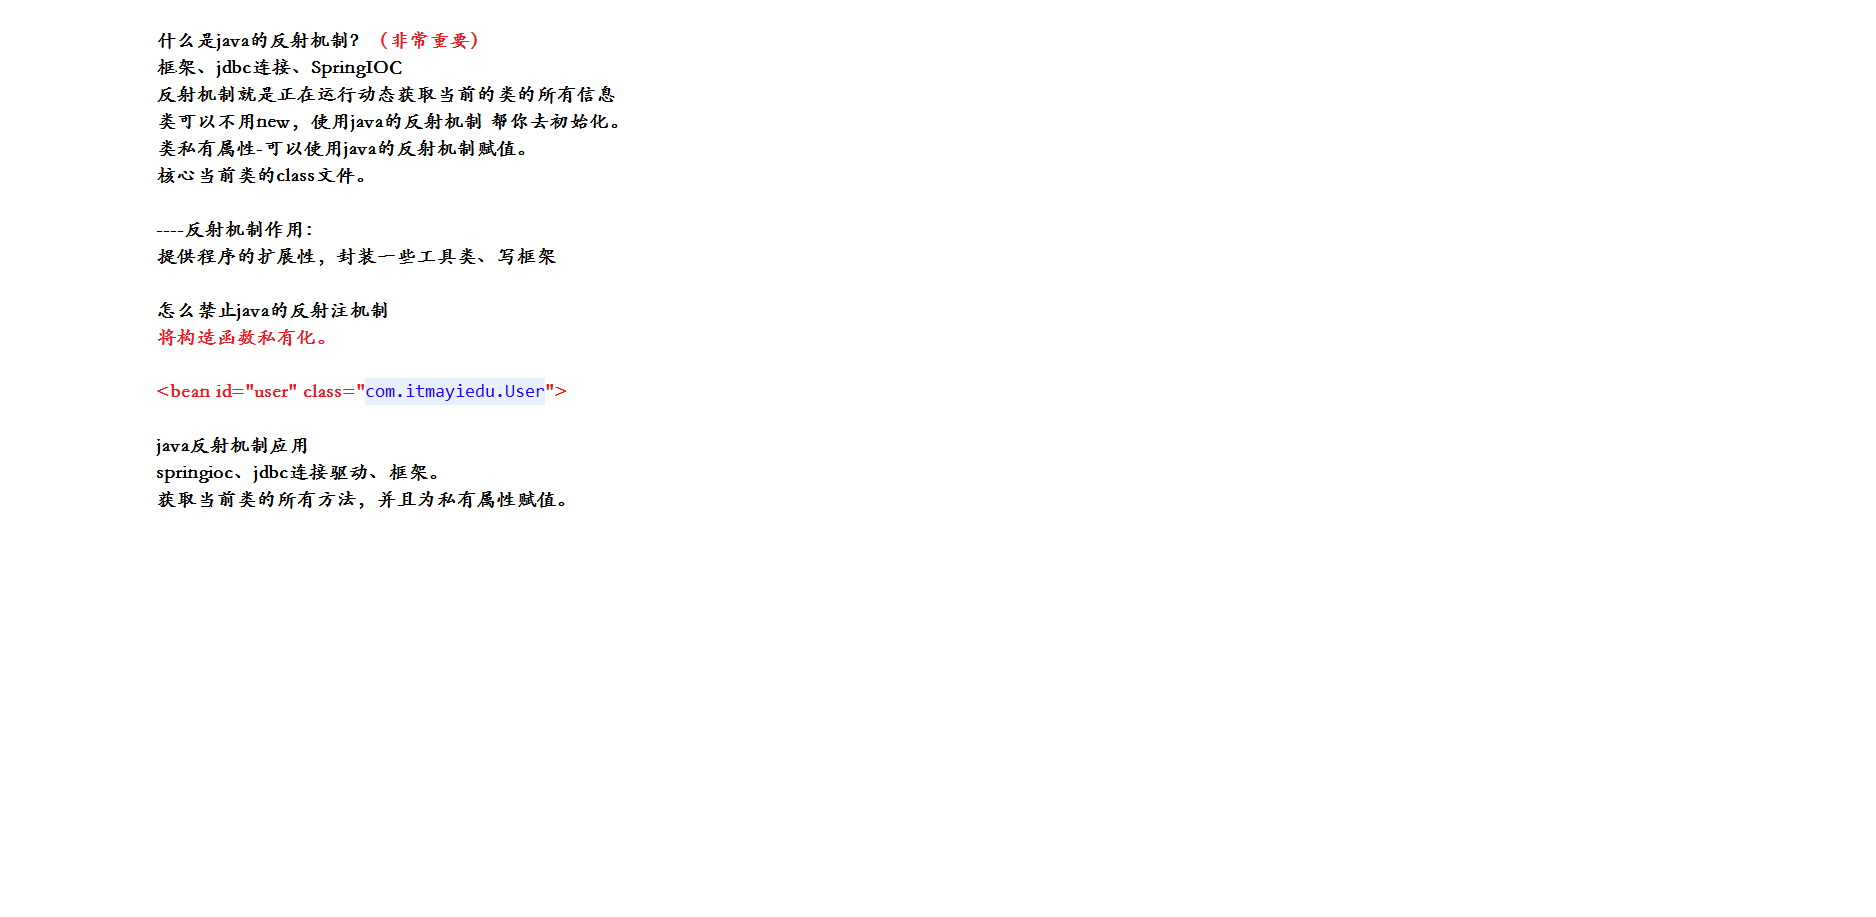 什么是java的反射机制？（非常重要）
框架、jdbc连接、SpringIOC
反射机制就是正在运行动态获取当前的类的所有信息
类可以不用new，使用java的反射机制 帮你去初始化。
类私有属性-可以使用java的反射机制赋值。
核心当前类的class文件。
----反射机制作用：
提供程序的扩展性，封装一些工具类、写框架
怎么禁止java的反射注机制
将构造函数私有化。
<bean id="user" class="com.itmayiedu.User">
java反射机制应用
springioc、jdbc连接驱动、框架。
获取当前类的所有方法，并且为私有属性赋值。